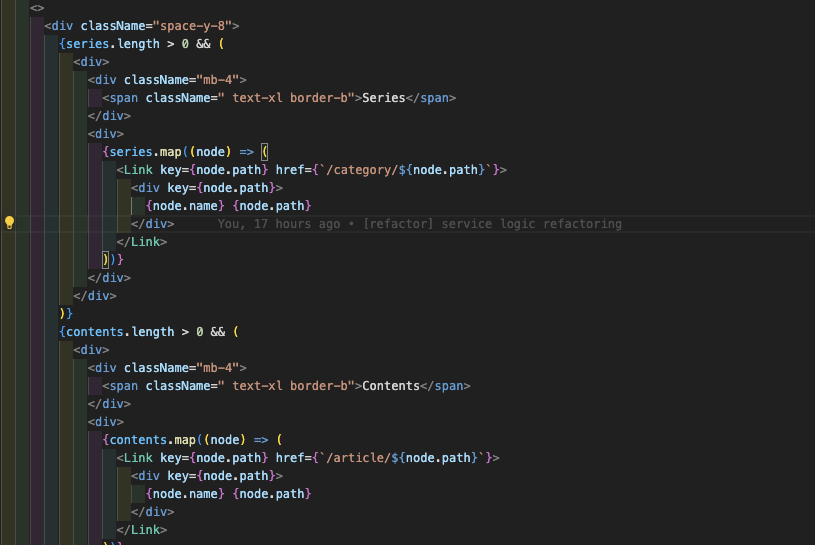 <>
<div className="space-y-8">
{series.length > 0 && (
<div>
<div className="mb-4">
<span className=" text-xl border-b">Series</span>
</div>
<div>
{series.map((node) => (
<Link key={node.path} href={`/category/${node.path}`}>
<div key={node.path}>
{node.name} {node.path}
</div> You, 17 hours ago • [refactor] service logic refactoring
</Link>
))}
</div>
</div>
)}
{contents.length > 0 && (
<div>
<div className="mb-4">
<span className=" text-xl border-b">Contents</span>
</div>
<div>
{contents.map((node) => (
<Link key={node.path} href={`/article/${node.path}`}>
<div key={node.path}>
{node.name} {node.path}
</div>
</Link>
))}